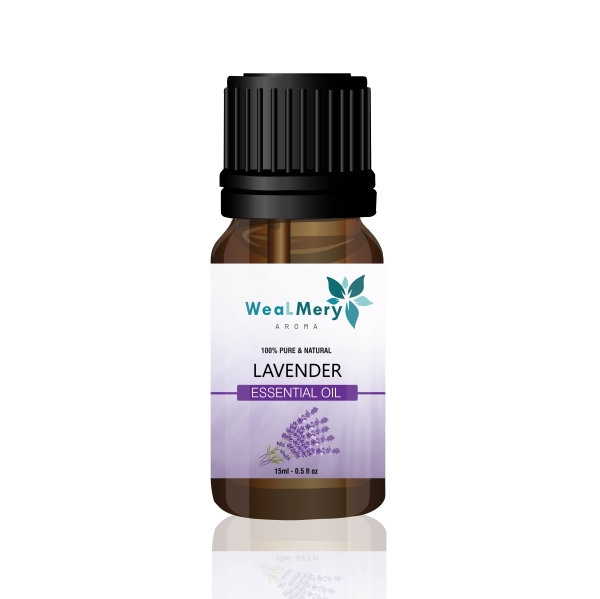 WeaLMery
AROMA
100% PURE & NATURAL
LAVENDER
ESSENTIAL OIL
15ml - 0.5 fl oz